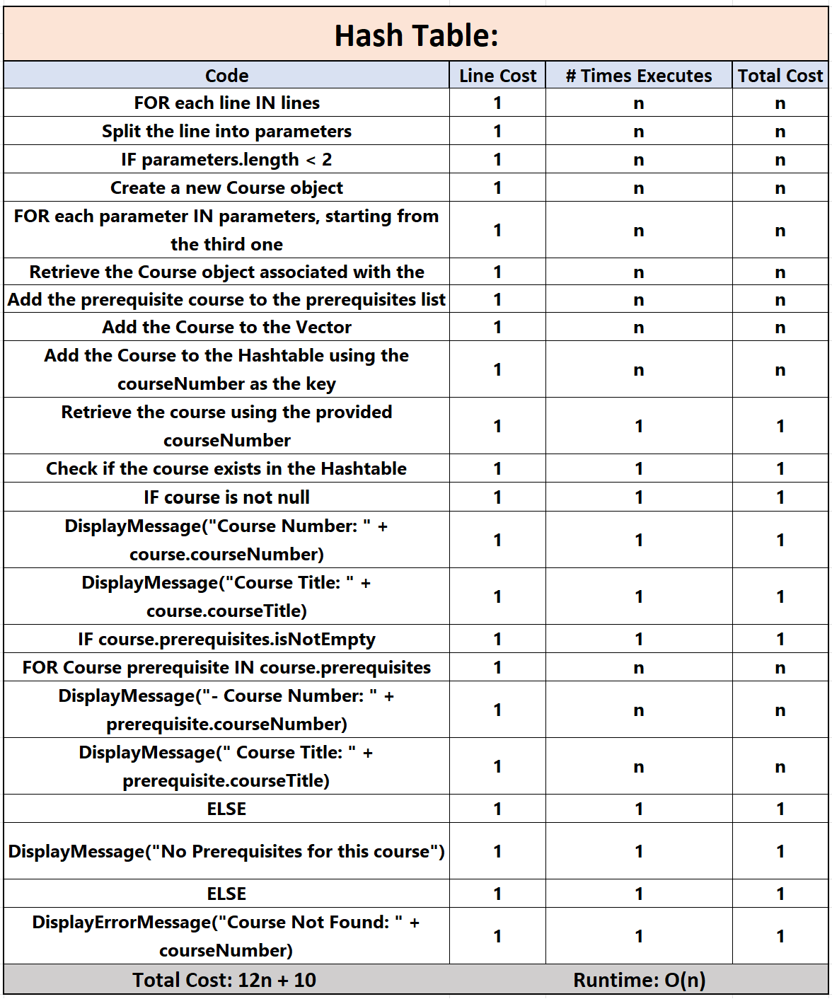 Hash Table:
Code Line Cost # Times Executes Total Cost
FOR each line IN lines 1 n n
Split the line into parameters 1 n n
IF parameters.length < 2 1 n n
Create a new Course object 1 n n
FOR each parameter IN parameters, starting from
the third one 1 n n
Retrieve the Course object associated with the 1 n n
Add the prerequisite course to the prerequisites list 1 n n
Add the Course to the Vector 1 n n
Add the Course to the Hashtable using the
courseNumber as the key 1 n n
Retrieve the course using the provided
courseNumber 1 1 1
Check if the course exists in the Hashtable 1 1 1
IF course is not null 1 1 1
DisplayMessage("Course Number: " +
course.courseNumber) 1 1 1
DisplayMessage("Course Title: " +
course.courseTitle) 1 1 1
IF course.prerequisites.isNotEmpty 1 1 1
FOR Course prerequisite IN course.prerequisites 1 n n
DisplayMessage("- Course Number: " +
prerequisite.courseNumber) 1 n n
DisplayMessage(" Course Title: " +
prerequisite.courseTitle) 1 n n
ELSE 1 1 1
DisplayMessage("No Prerequisites for this course") 1 1 1
ELSE 1 1 1
DisplayErrorMessage("Course Not Found: " +
courseNumber) 1 1 1
Total Cost: 12n + 10 Runtime: O(n)